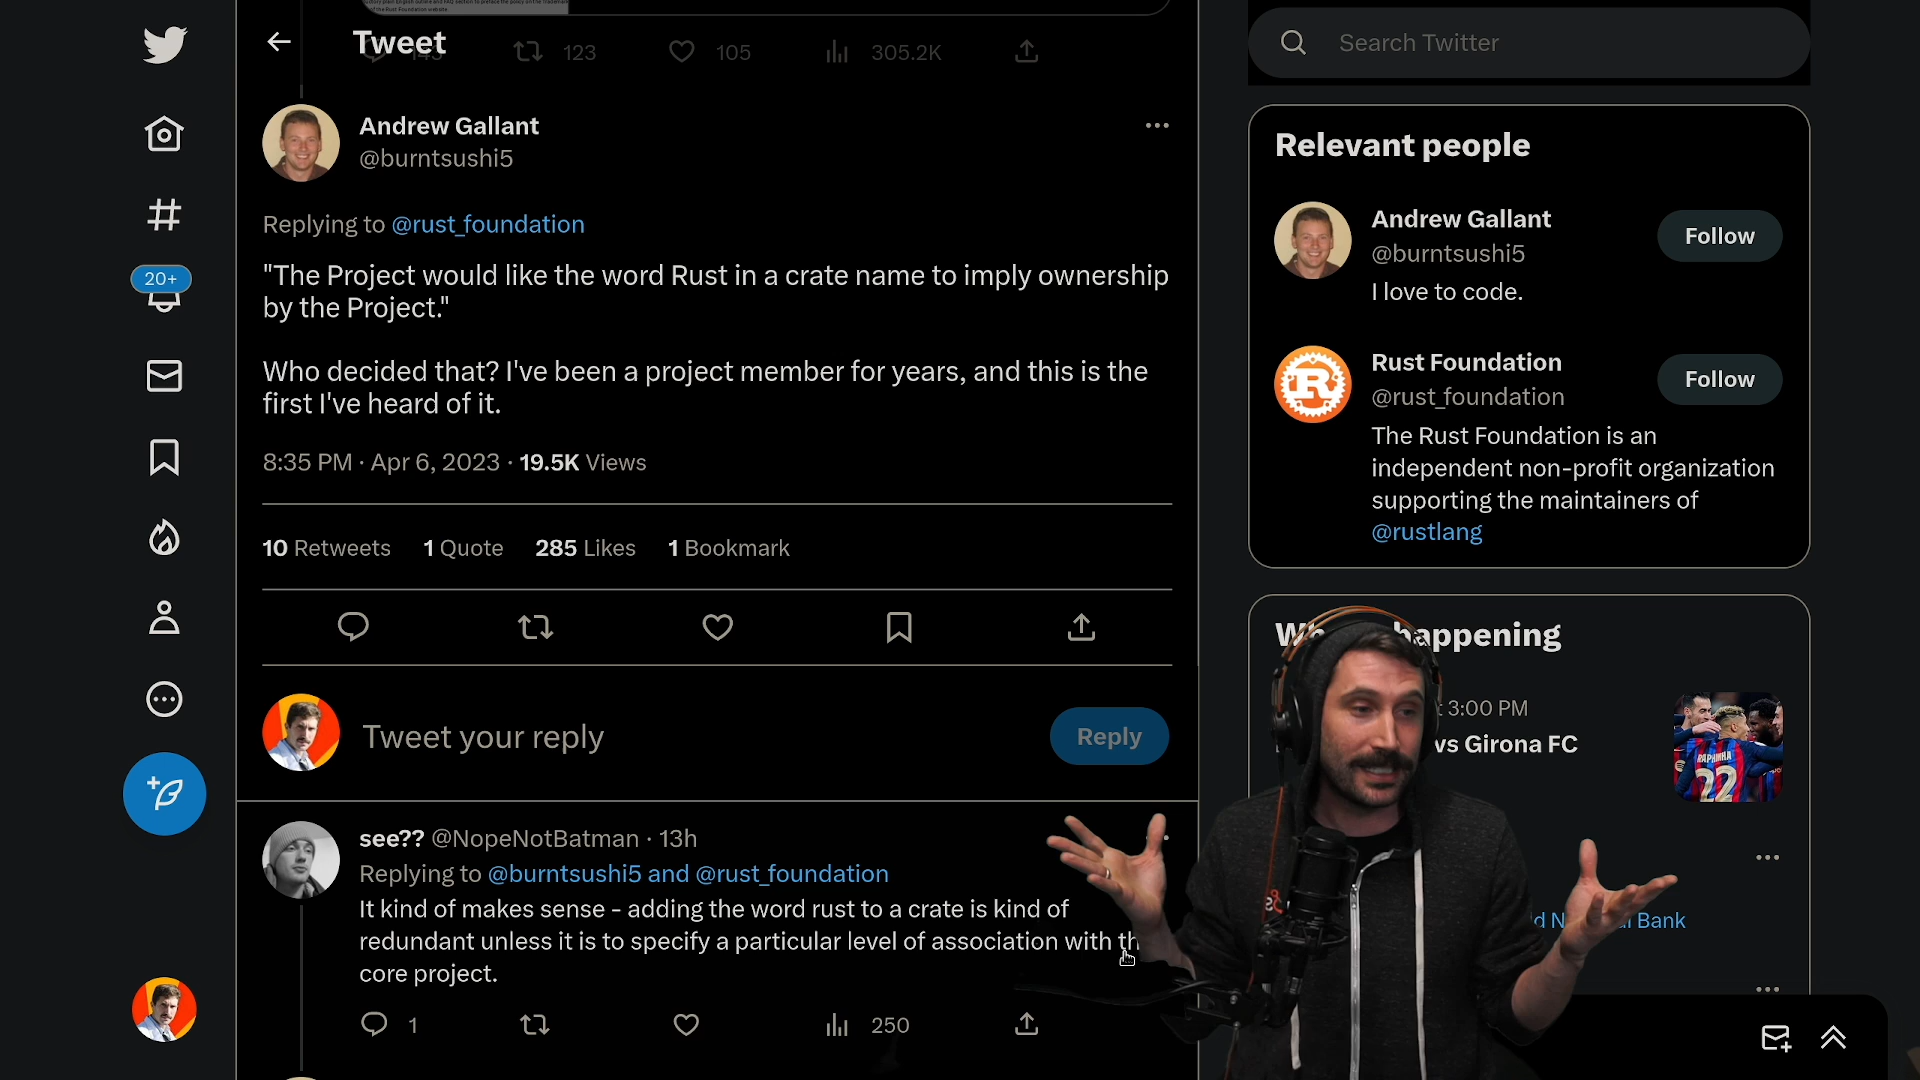 Tweet
123
105
305.2K
Search Twitter
20+
Andrew Gallant
@burntsushi5
Replying to @rust_foundation
"The Project would like the word Rust in a crate name to imply ownership
by the Project."
Who decided that? I've been a project member for years, and this is the
first I've heard of it.
8:35 PM · Apr 6, 2023 · 19.5K Views
10 Retweets 1 Quote 285 Likes 1 Bookmark
Tweet your reply
Reply
see?? @NopeNotBatman · 13h
Replying to @burntsushi5 and @rust_foundation
It kind of makes sense - adding the word rust to a crate is kind of
redundant unless it is to specify a particular level of association with th
core project.
1
250
Relevant people
Andrew Gallant
@burntsushi5
Follow
I love to code.
Rust Foundation
@rust_foundation
Follow
The Rust Foundation is an
independent non-profit organization
supporting the maintainers of
@rustlang
happening
3:00 PM
vs Girona FC
RAPHINHA
22
Bank